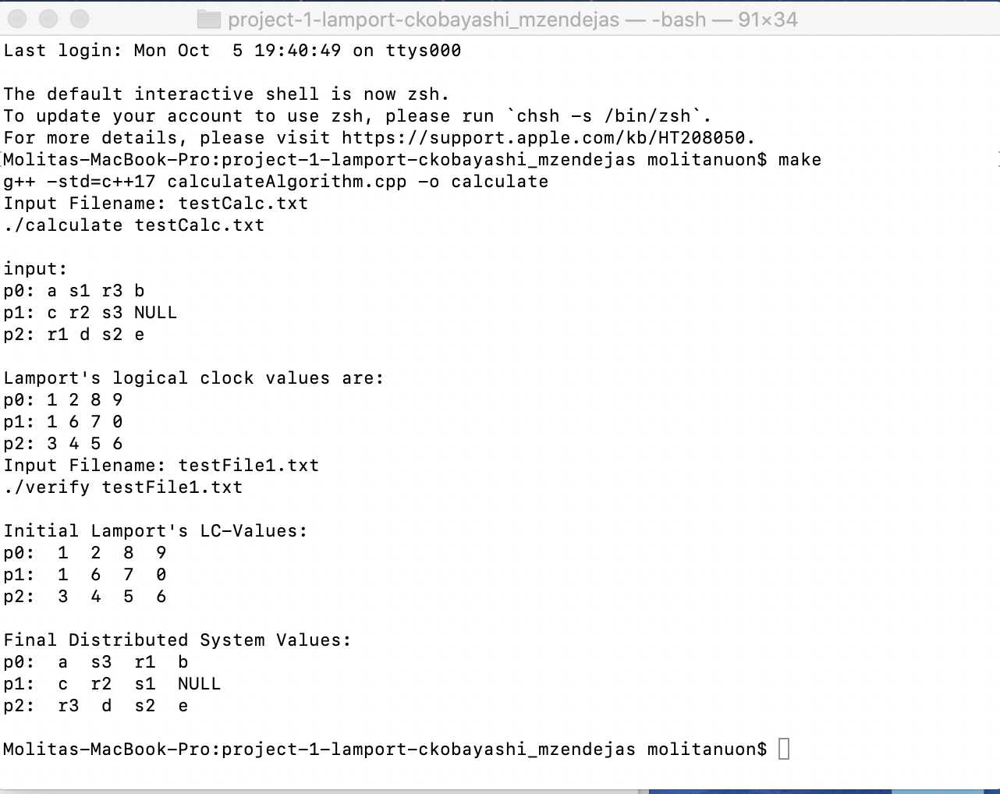 project-1-lamport-ckobayashi_mzendejas — -bash — 91×34
Last login: Mon Oct  5 19:40:49 on ttys000
The default interactive shell is now zsh.
To update your account to use zsh, please run `chsh -s /bin/zsh`.
For more details, please visit https://support.apple.com/kb/HT208050.
Molitas-MacBook-Pro:project-1-lamport-ckobayashi_mzendejas molitanuon$ make
g++ -std=c++17 calculateAlgorithm.cpp -o calculate
Input Filename: testCalc.txt
./calculate testCalc.txt
input:
p0: a s1 r3 b
p1: c r2 s3 NULL
p2: r1 d s2 e
Lamport's logical clock values are:
p0: 1 2 8 9
p1: 1 6 7 0
p2: 3 4 5 6
Input Filename: testFile1.txt
./verify testFile1.txt
Initial Lamport's LC-Values:
p0:  1  2  8  9
p1:  1  6  7  0
p2:  3  4  5  6
Final Distributed System Values:
p0:  a  s3  r1  b
p1:  c  r2  s1  NULL
p2:  r3  d  s2  e
Molitas-MacBook-Pro:project-1-lamport-ckobayashi_mzendejas molitanuon$